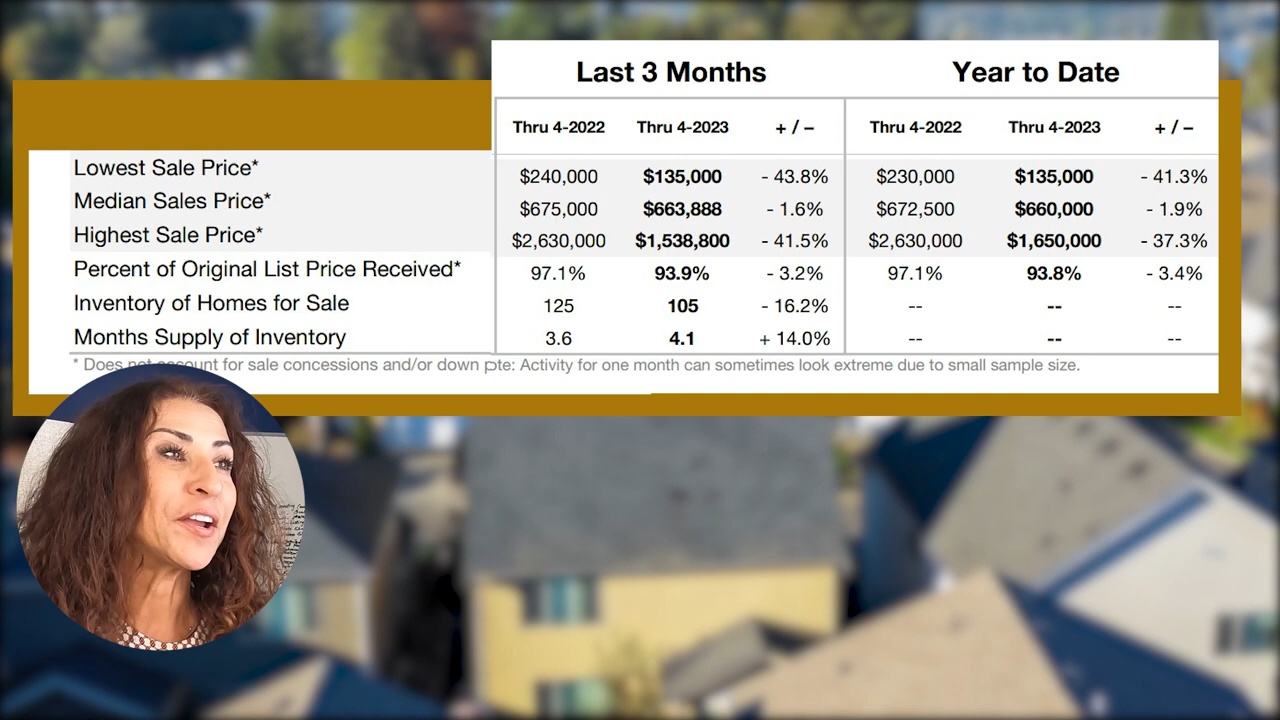 Last 3 Months Year to Date
Thru 4-2022 Thru 4-2023 + / – Thru 4-2022 Thru 4-2023 + / –
Lowest Sale Price* $240,000 $135,000 - 43.8% $230,000 $135,000 - 41.3%
Median Sales Price* $675,000 $663,888 - 1.6% $672,500 $660,000 - 1.9%
Highest Sale Price* $2,630,000 $1,538,800 - 41.5% $2,630,000 $1,650,000 - 37.3%
Percent of Original List Price Received* 97.1% 93.9% - 3.2% 97.1% 93.8% - 3.4%
Inventory of Homes for Sale 125 105 - 16.2% -- -- --
Months Supply of Inventory 3.6 4.1 + 14.0% -- -- --
* Does not account for sale concessions and/or down te: Activity for one month can sometimes look extreme due to small sample size.